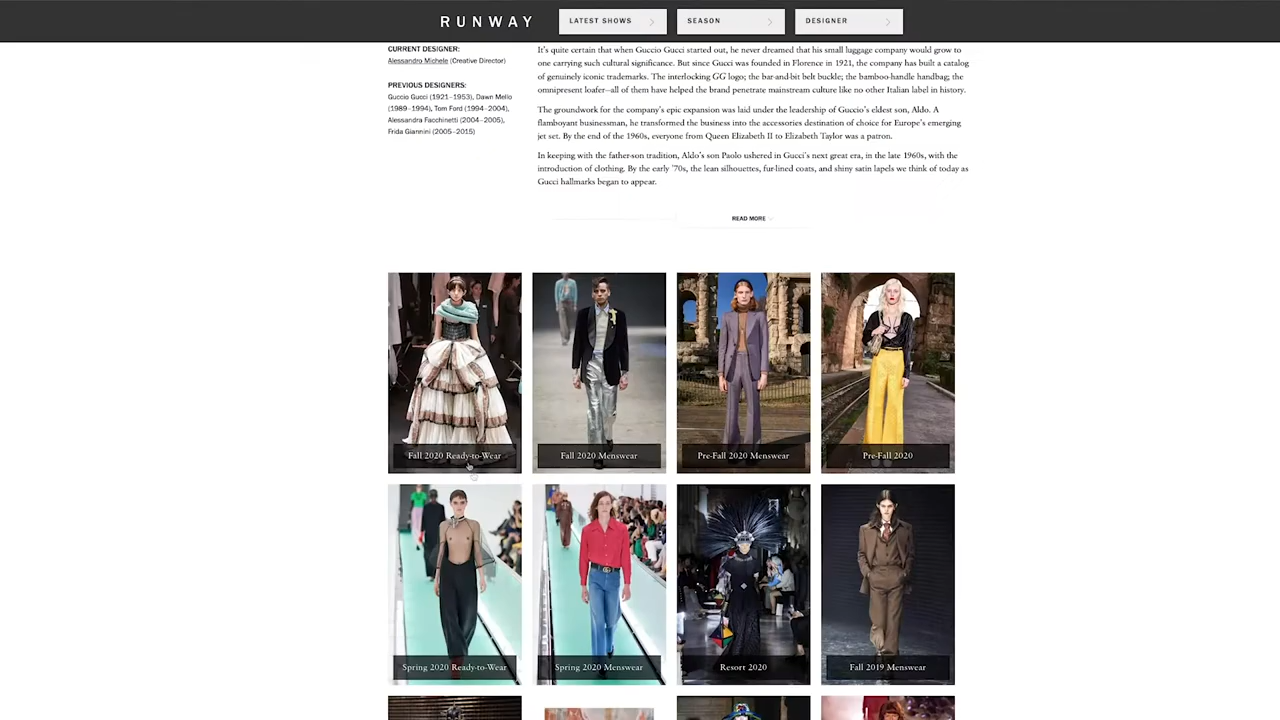 RUNWAY
LATEST SHOWS
SEASON
DESIGNER
CURRENT DESIGNER:
Alessandro Michele (Creative Director)
PREVIOUS DESIGNERS:
Guccio Gucci (1921–1953), Dawn Mello
(1989–1994), Tom Ford (1994–2004),
Alessandra Facchinetti (2004–2005),
Frida Giannini (2005–2015)
It's quite certain that when Guccio Gucci started out, he never dreamed that his small luggage company would grow to
one carrying such cultural significance. But since Gucci was founded in Florence in 1921, the company has built a catalog
of genuinely iconic trademarks. The interlocking GG logo; the bar-and-bit belt buckle; the bamboo-handle handbag; the
omnipresent loafer—all of them have helped the brand penetrate mainstream culture like no other Italian label in history.
The groundwork for the company's epic expansion was laid under the leadership of Guccio's eldest son, Aldo. A
flamboyant businessman, he transformed the business into the accessories destination of choice for Europe's emerging
jet set. By the end of the 1960s, everyone from Queen Elizabeth II to Elizabeth Taylor was a patron.
In keeping with the father-son tradition, Aldo's son Paolo ushered in Gucci's next great era, in the late 1960s, with the
introduction of clothing. By the early '70s, the lean silhouettes, fur-lined coats, and shiny satin lapels we think of today as
Gucci hallmarks began to appear.
READ MORE
Fall 2020 Ready-to-Wear
Fall 2020 Menswear
Pre-Fall 2020 Menswear
Pre-Fall 2020
Spring 2020 Ready-to-Wear
Spring 2020 Menswear
Resort 2020
Fall 2019 Menswear